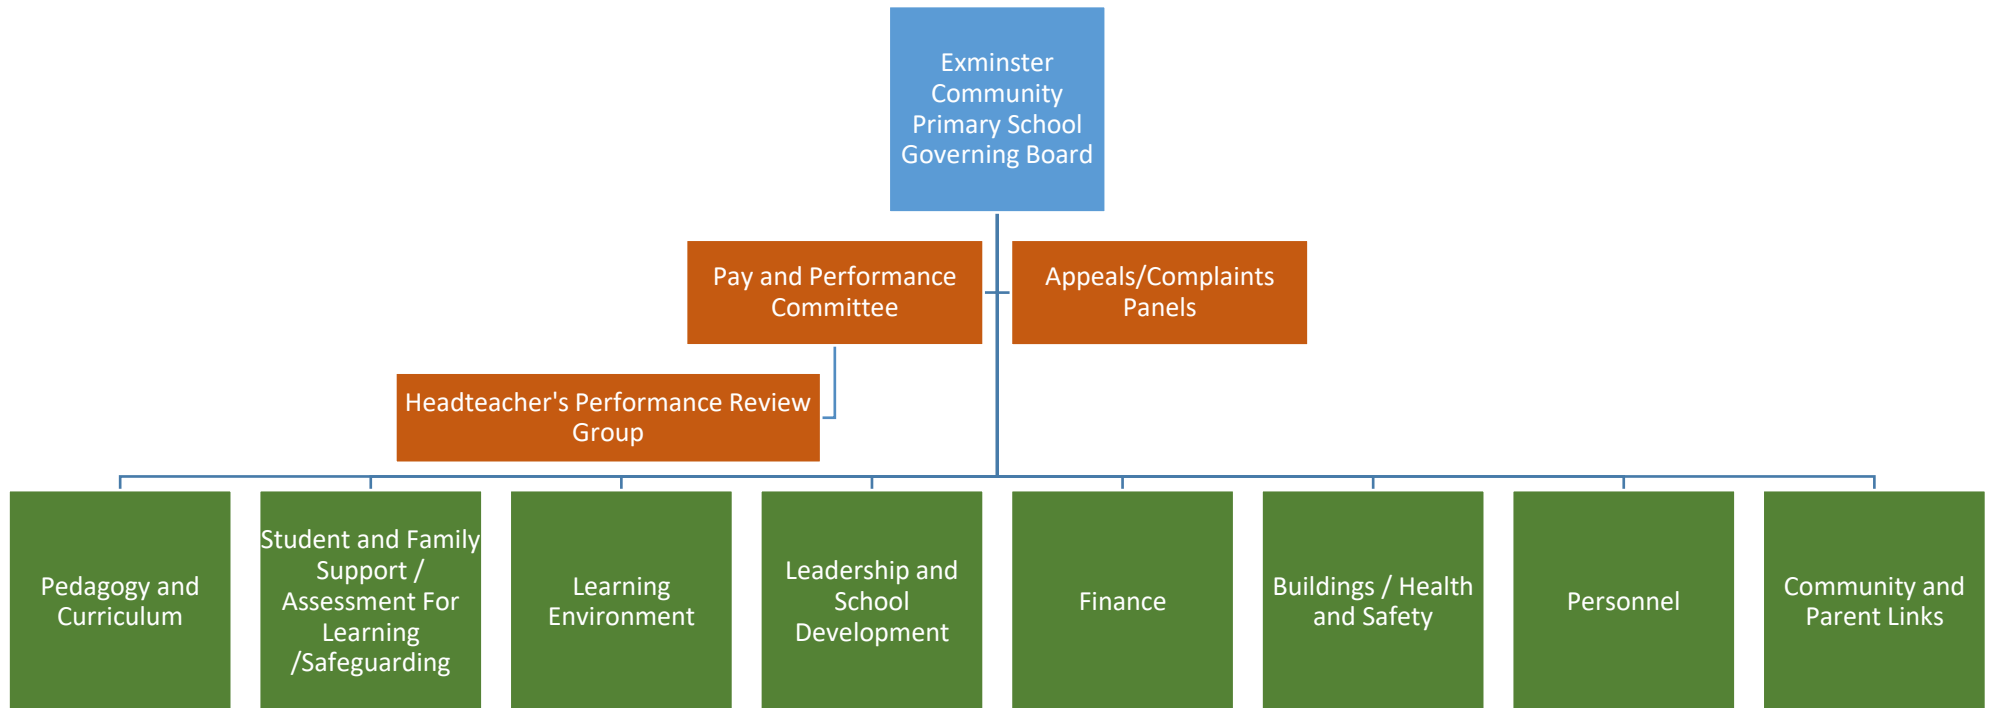 Exminster
Community
Primary School
Governing Board
Pay and Performance
Committee
Appeals/Complaints
Panels
Headteacher's Performance Review
Group
Pedagogy and
Curriculum
Student and Family
Support /
Assessment For
Learning
/Safeguarding
Learning
Environment
Leadership and
School
Development
Finance
Buildings / Health
and Safety
Personnel
Community and
Parent Links